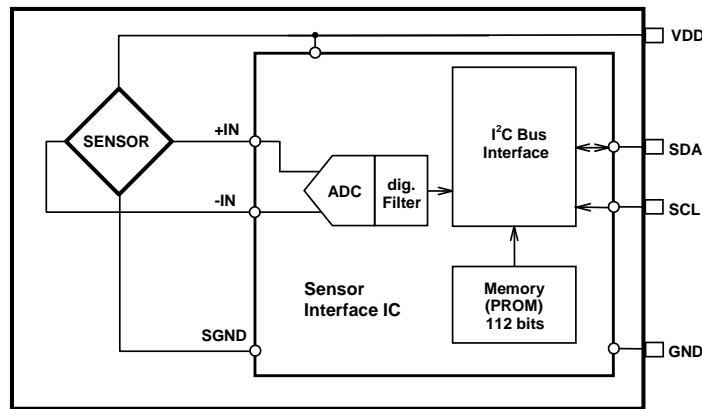 VDD
SENSOR
+IN
-IN
ADC
dig.
Filter
I²C Bus
Interface
SDA
SCL
Sensor
Interface IC
Memory
(PROM)
112 bits
SGND
GND